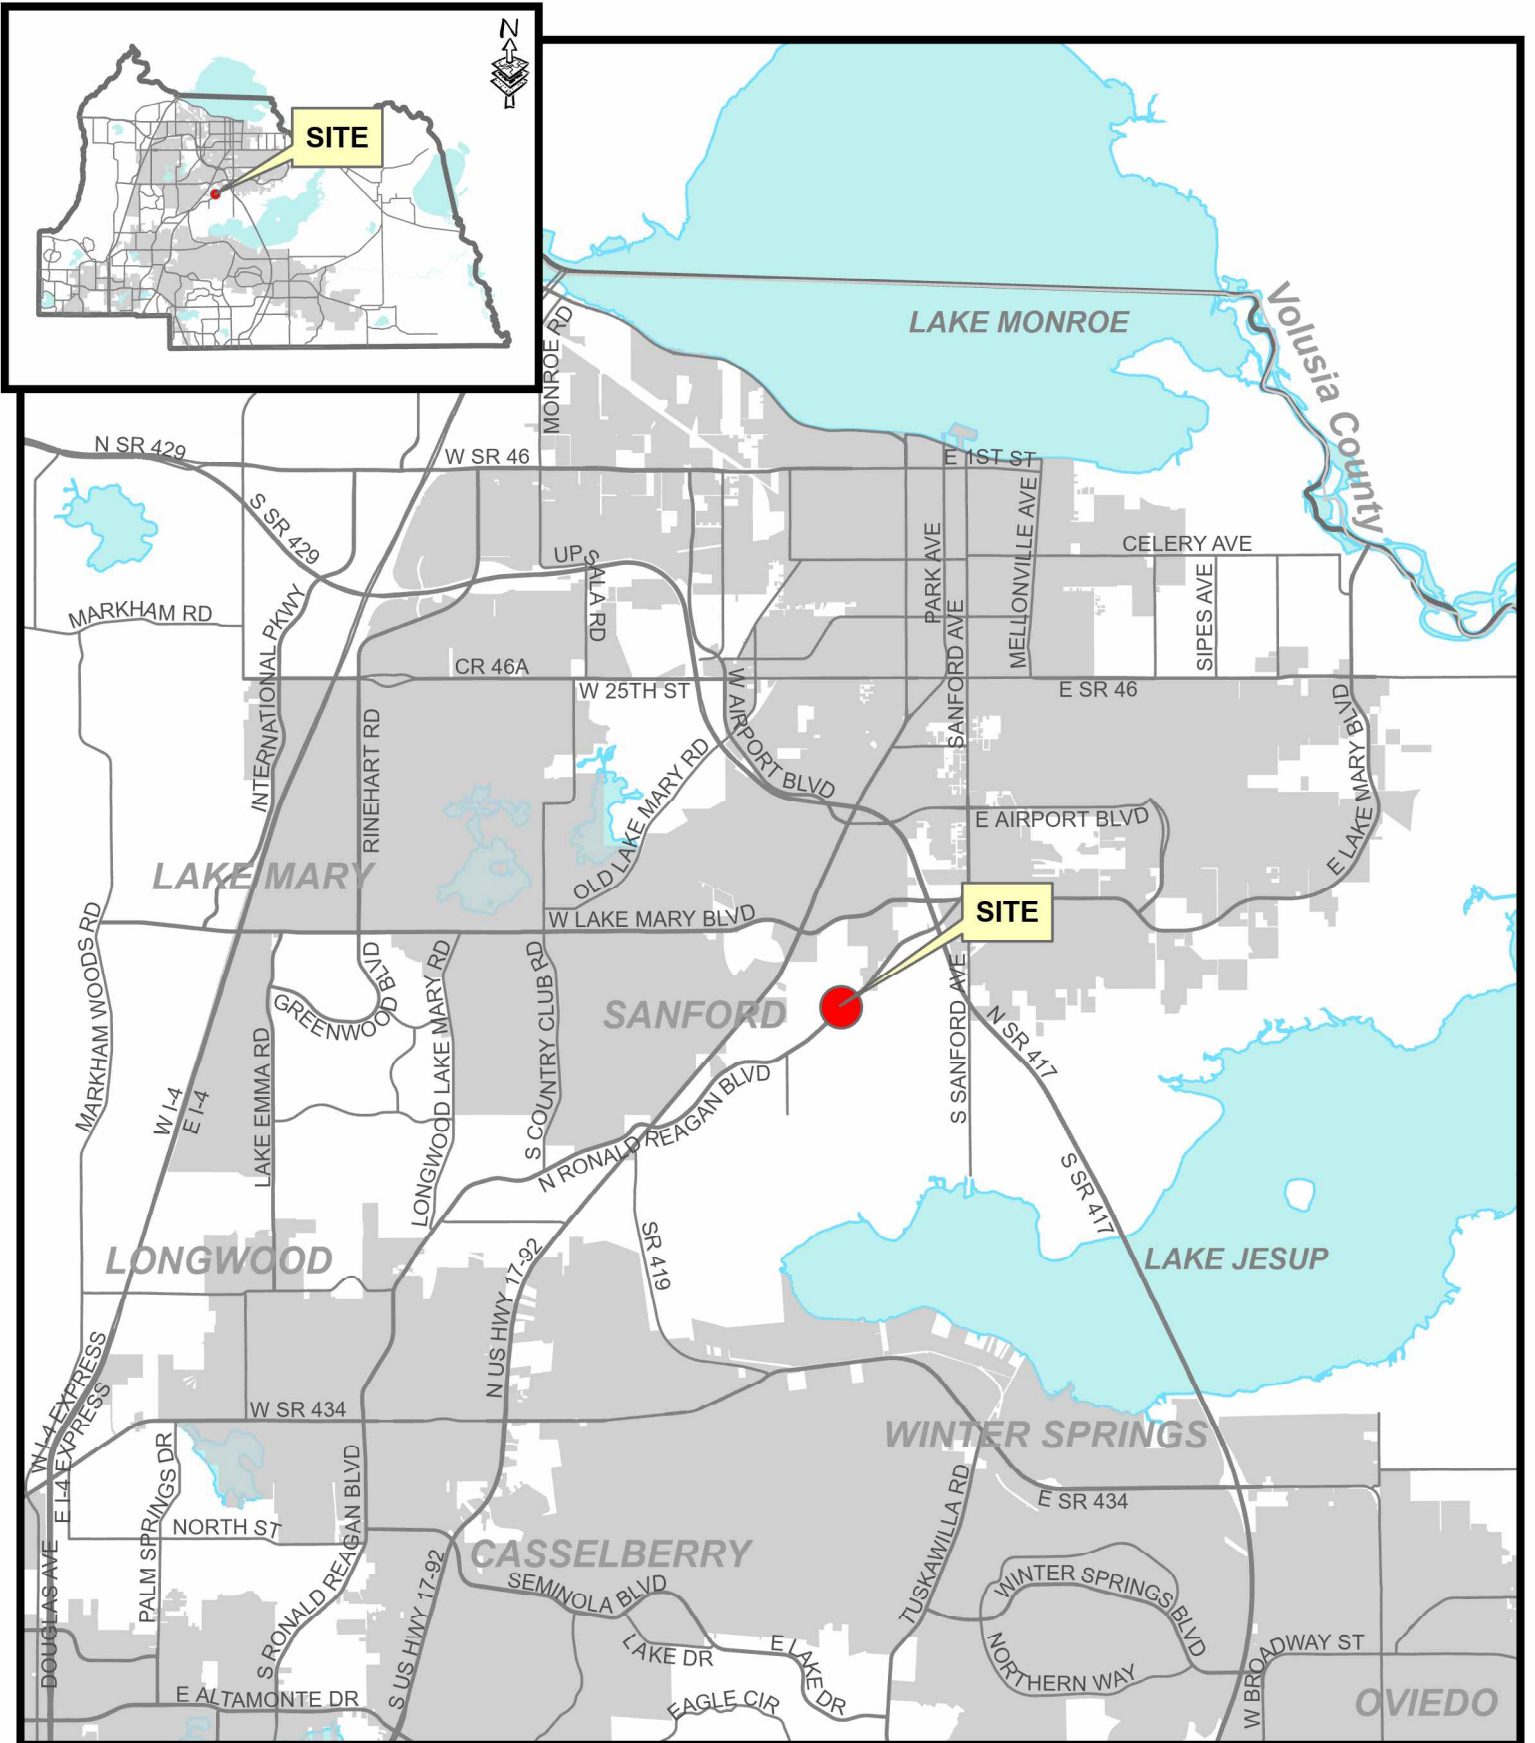 N
SITE
LAKE MONROE
Volusia County
MONROE RD
N SR 429
W SR 46
E 1ST ST
S SR 429
UPSALA RD
PARK AVE
MELLONVILLE AVE
CELERY AVE
SIPES AVE
MARKHAM RD
INTERNATIONAL PKWY
CR 46A
W 25TH ST
SANFORD AVE
E SR 46
RINEHART RD
W AIRPORT BLVD
OLD LAKE MARY RD
E AIRPORT BLVD
E LAKE MARY BLVD
LAKE MARY
W LAKE MARY BLVD
SITE
MARKHAM WOODS RD
GREENWOOD BLVD
LONGWOOD LAKE MARY RD
S COUNTRY CLUB RD
SANFORD
S SANFORD AVE
N SR 417
LAKE EMMA RD
W I-4
E I-4
N RONALD REAGAN BLVD
S SR 417
LONGWOOD
SR 419
LAKE JESUP
N US HWY 17-92
W I-4 EXPRESS
E I-4 EXPRESS
W SR 434
WINTER SPRINGS
PALM SPRINGS DR
NORTH ST
S RONALD REAGAN BLVD
E SR 434
TUSKAWILLA RD
CASSELBERRY
DOUGLAS AVE
S US HWY 17-92
SEMINOLA BLVD
WINTER SPRINGS BLVD
LAKE DR
E LAKE DR
NORTHERN WAY
W BROADWAY ST
E ALTAMONTE DR
EAGLE CIR
OVIEDO